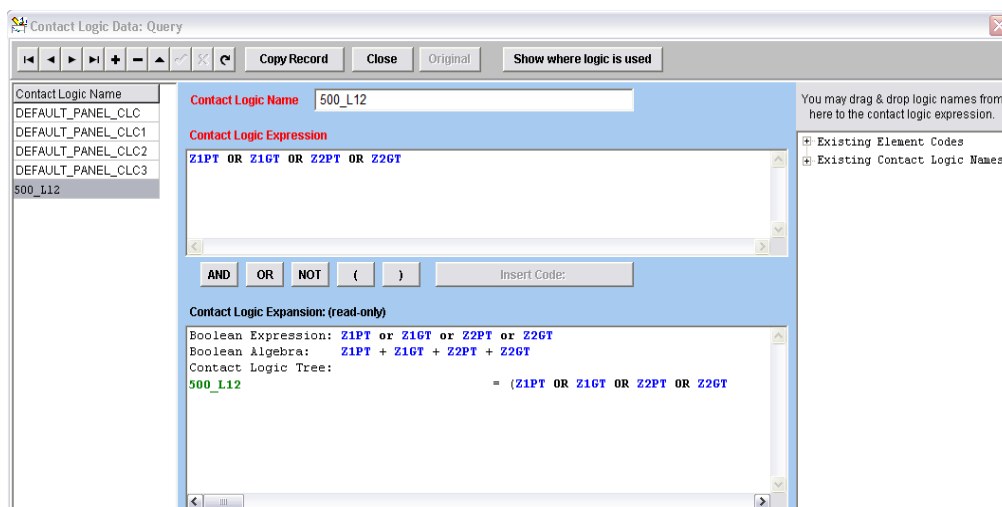 Contact Logic Data: Query
Copy Record Close Original Show where logic is used
Contact Logic Name
DEFAULT_PANEL_CLC
DEFAULT_PANEL_CLC1
DEFAULT_PANEL_CLC2
DEFAULT_PANEL_CLC3
500_L12
Contact Logic Name 500_L12
Contact Logic Expression
Z1PT OR Z1GT OR Z2PT OR Z2GT
AND OR NOT ( ) Insert Code:
Contact Logic Expansion: (read-only)
Boolean Expression: Z1PT or Z1GT or Z2PT or Z2GT
Boolean Algebra: Z1PT + Z1GT + Z2PT + Z2GT
Contact Logic Tree:
500_L12 = (Z1PT OR Z1GT OR Z2PT OR Z2GT
You may drag & drop logic names from
here to the contact logic expression.
Existing Element Codes
Existing Contact Logic Names